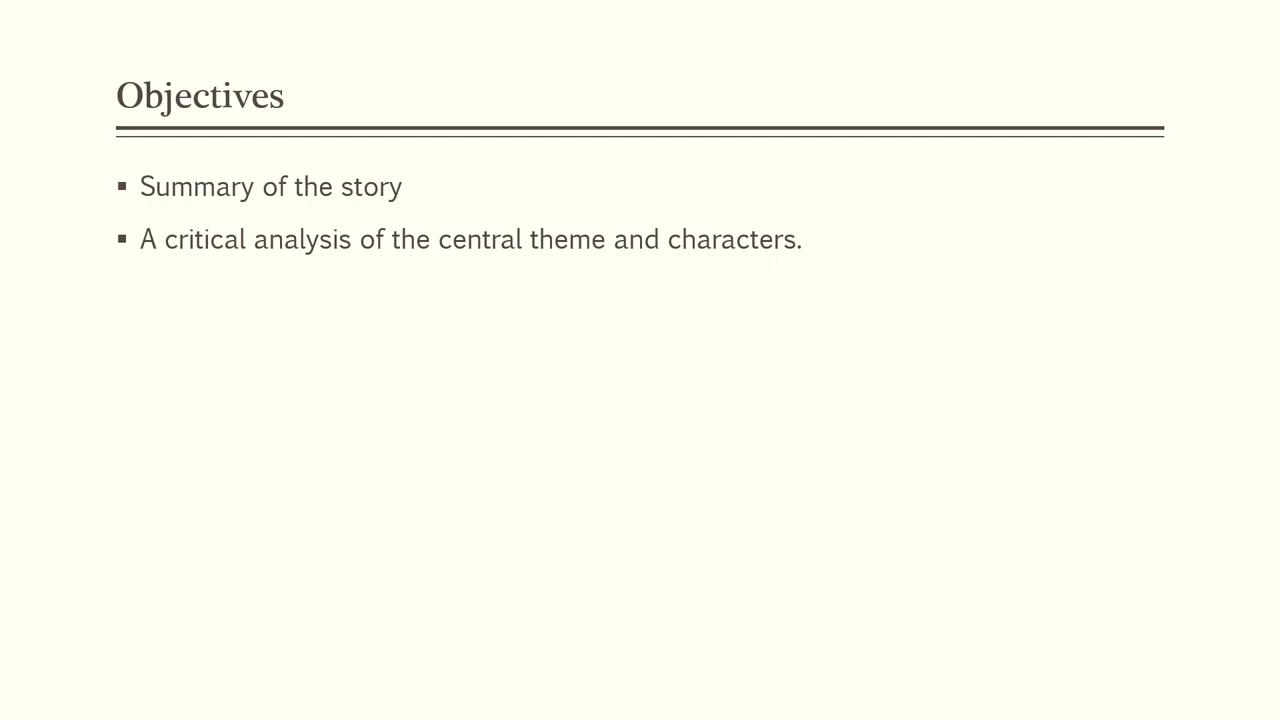 Objectives
▪ Summary of the story
▪ A critical analysis of the central theme and characters.